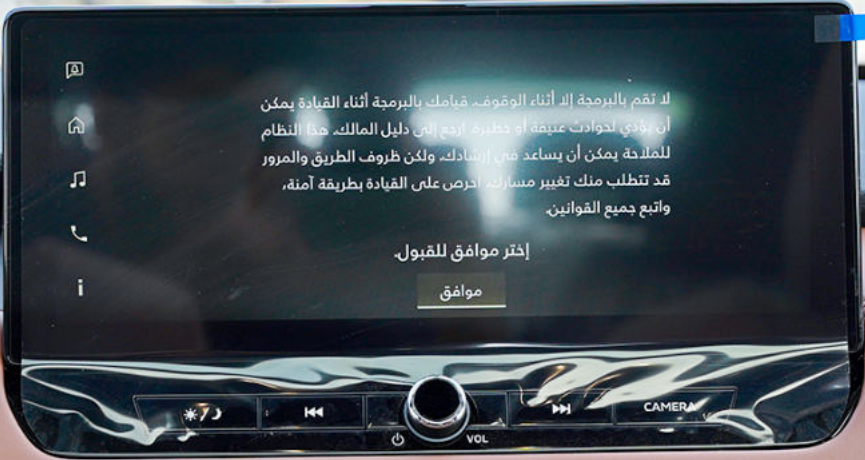 لا تقم بالبرمجة إلا أثناء الوقوف. قيامك بالبرمجة أثناء القيادة يمكن
أن يؤدي لحوادث عنيفة أو خطيرة. ارجع إلى دليل المالك. هذا النظام
للملاحة يمكن أن يساعد في إرشادك. ولكن ظروف الطريق والمرور
قد تتطلب منك تغيير مسارك. احرص على القيادة بطريقة آمنة،
واتبع جميع القوانين.
إختر موافق للقبول.
موافق
CAMERA
VOL